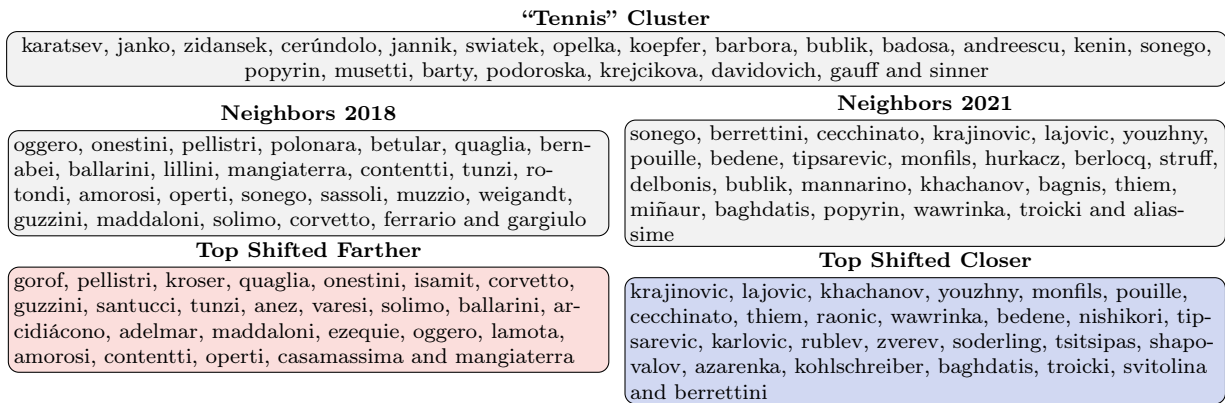 “Tennis” Cluster
karatsev, janko, zidansek, cerúndolo, jannik, swiatek, opelka, koepfer, barbora, bublik, badosa, andreescu, kenin, sonego,
popyrin, musetti, barty, podoroska, krejcikova, davidovich, gauff and sinner
Neighbors 2018
oggero, onestini, pellistri, polonara, betular, quaglia, bern-
abei, ballarini, lillini, mangiaterra, contentti, tunzi, ro-
tondi, amorosi, operti, sonego, sassoli, muzzio, weigandt,
guzzini, maddaloni, solimo, corvetto, ferrario and gargiulo
Neighbors 2021
sonego, berrettini, cecchinato, krajinovic, lajovic, youzhny,
pouille, bedene, tipsarevic, monfils, hurkacz, berlocq, struff,
delbonis, bublik, mannarino, khachanov, bagnis, thiem,
miñaur, baghdatis, popyrin, wawrinka, troicki and alias-
sime
Top Shifted Farther
gorof, pellistri, kroser, quaglia, onestini, isamit, corvetto,
guzzini, santucci, tunzi, anez, varesi, solimo, ballarini, ar-
cidiácono, adelmar, maddaloni, ezequie, oggero, lamota,
amorosi, contentti, operti, casamassima and mangiaterra
Top Shifted Closer
krajinovic, lajovic, khachanov, youzhny, monfils, pouille,
cecchinato, thiem, raonic, wawrinka, bedene, nishikori, tip-
sarevic, karlovic, rublev, zverev, soderling, tsitsipas, shapo-
valov, azarenka, kohlschreiber, baghdatis, troicki, svitolina
and berrettini